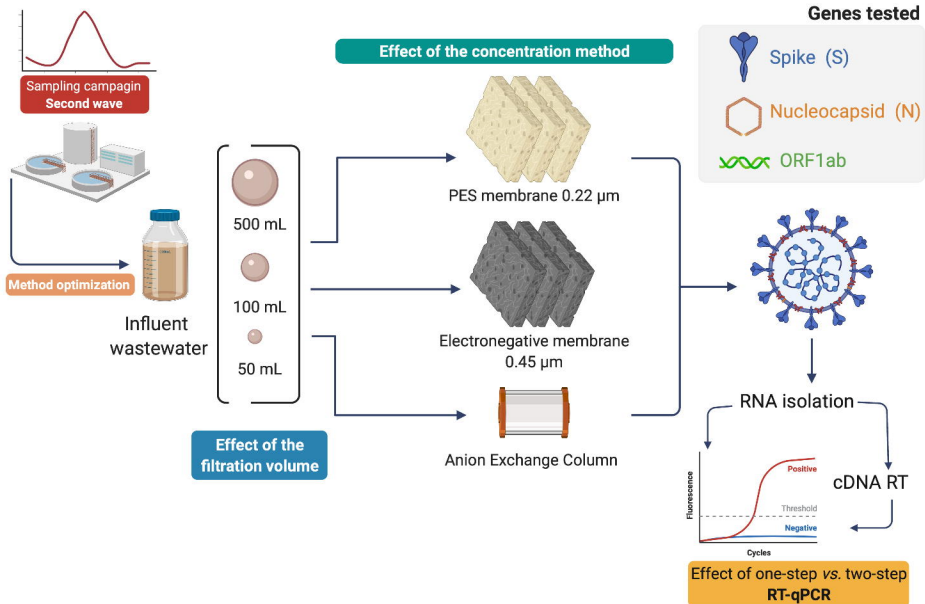 Genes tested
Spike (S)
Nucleocapsid (N)
ORF1ab
Sampling campagin
Second wave
Method optimization
Influent
wastewater
500 mL
100 mL
50 mL
Effect of the
filtration volume
Effect of the concentration method
PES membrane 0.22 μm
Electronegative membrane
0.45 μm
Anion Exchange Column
RNA isolation
cDNA RT
Fluorescence
Positive
Threshold
Negative
Cycles
Effect of one-step vs. two-step
RT-qPCR